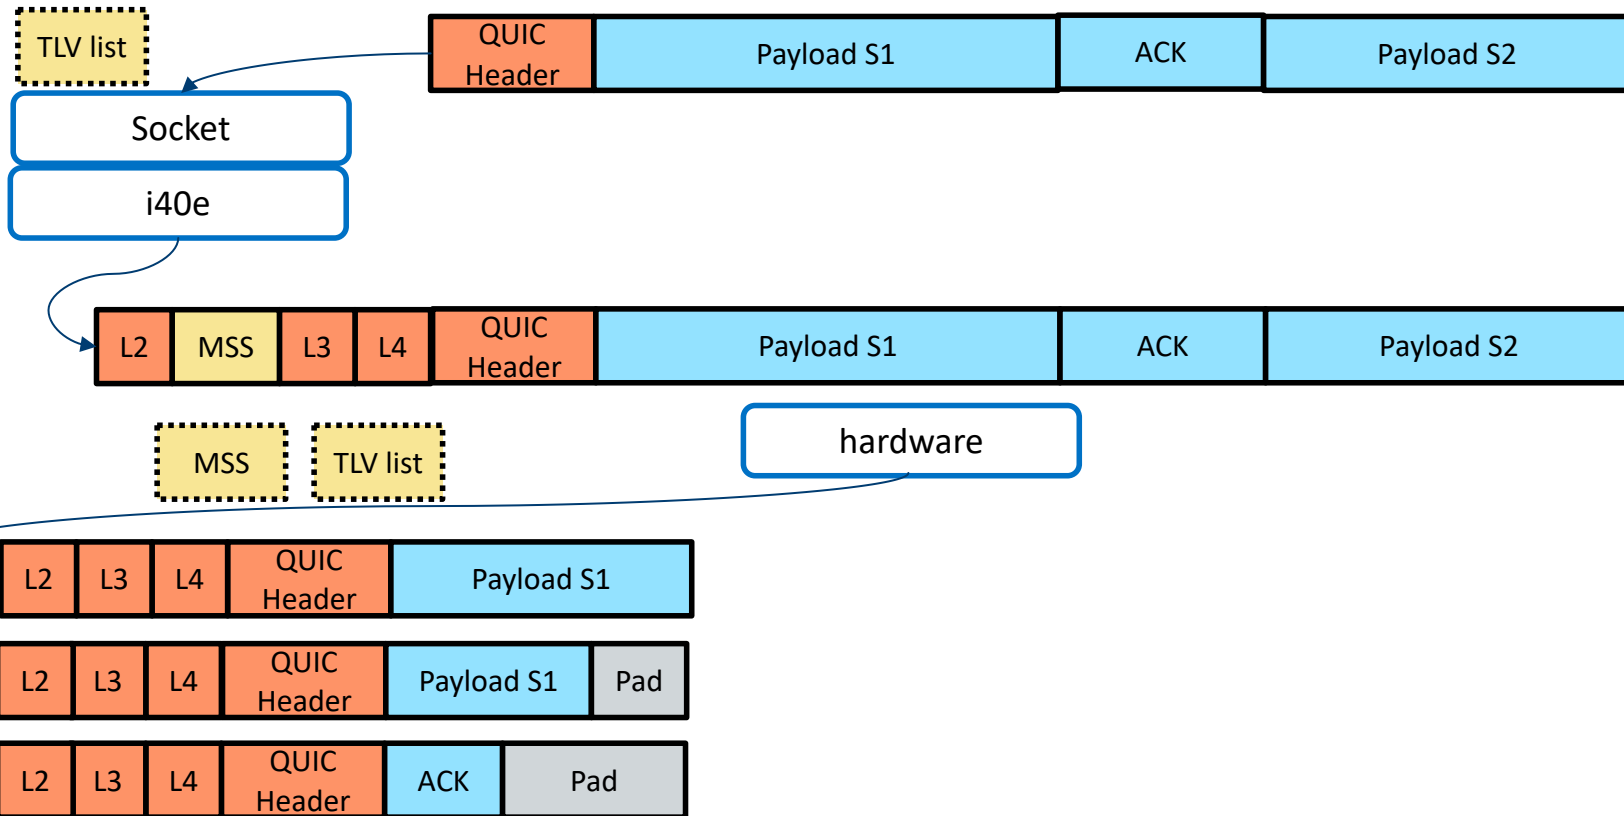 TLV list
QUIC
Header
Payload S1
ACK
Payload S2
Socket
i40e
L2
MSS
L3
L4
QUIC
Header
Payload S1
ACK
Payload S2
MSS
TLV list
hardware
L2
L3
L4
QUIC
Header
Payload S1
L2
L3
L4
QUIC
Header
Payload S1
Pad
L2
L3
L4
QUIC
Header
ACK
Pad